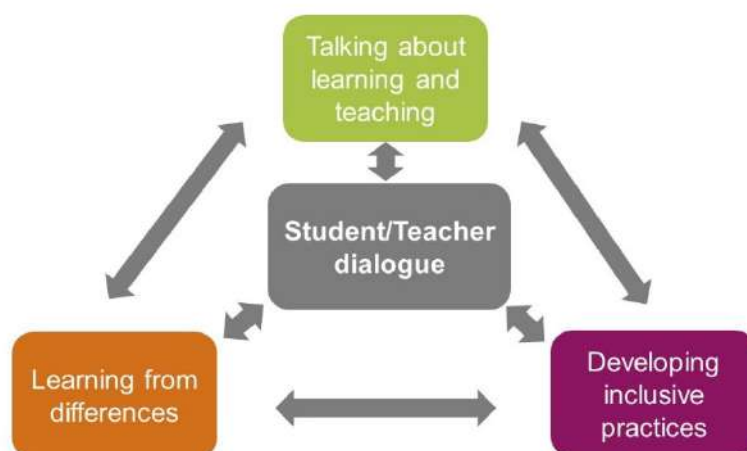 Talking about
learning and
teaching
Student/Teacher
dialogue
Learning from
differences
Developing
inclusive
practices